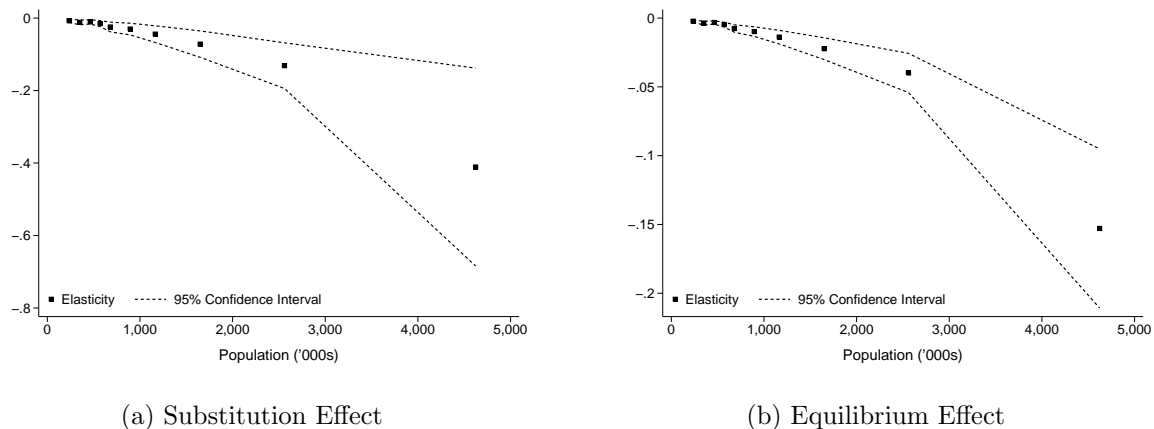 0
−.2
−.4
−.6
−.8
Elasticity
95% Confidence Interval
0 1,000 2,000 3,000 4,000 5,000
Population ('000s)
(a) Substitution Effect
0
−.05
−.1
−.15
−.2
Elasticity
95% Confidence Interval
0 1,000 2,000 3,000 4,000 5,000
Population ('000s)
(b) Equilibrium Effect